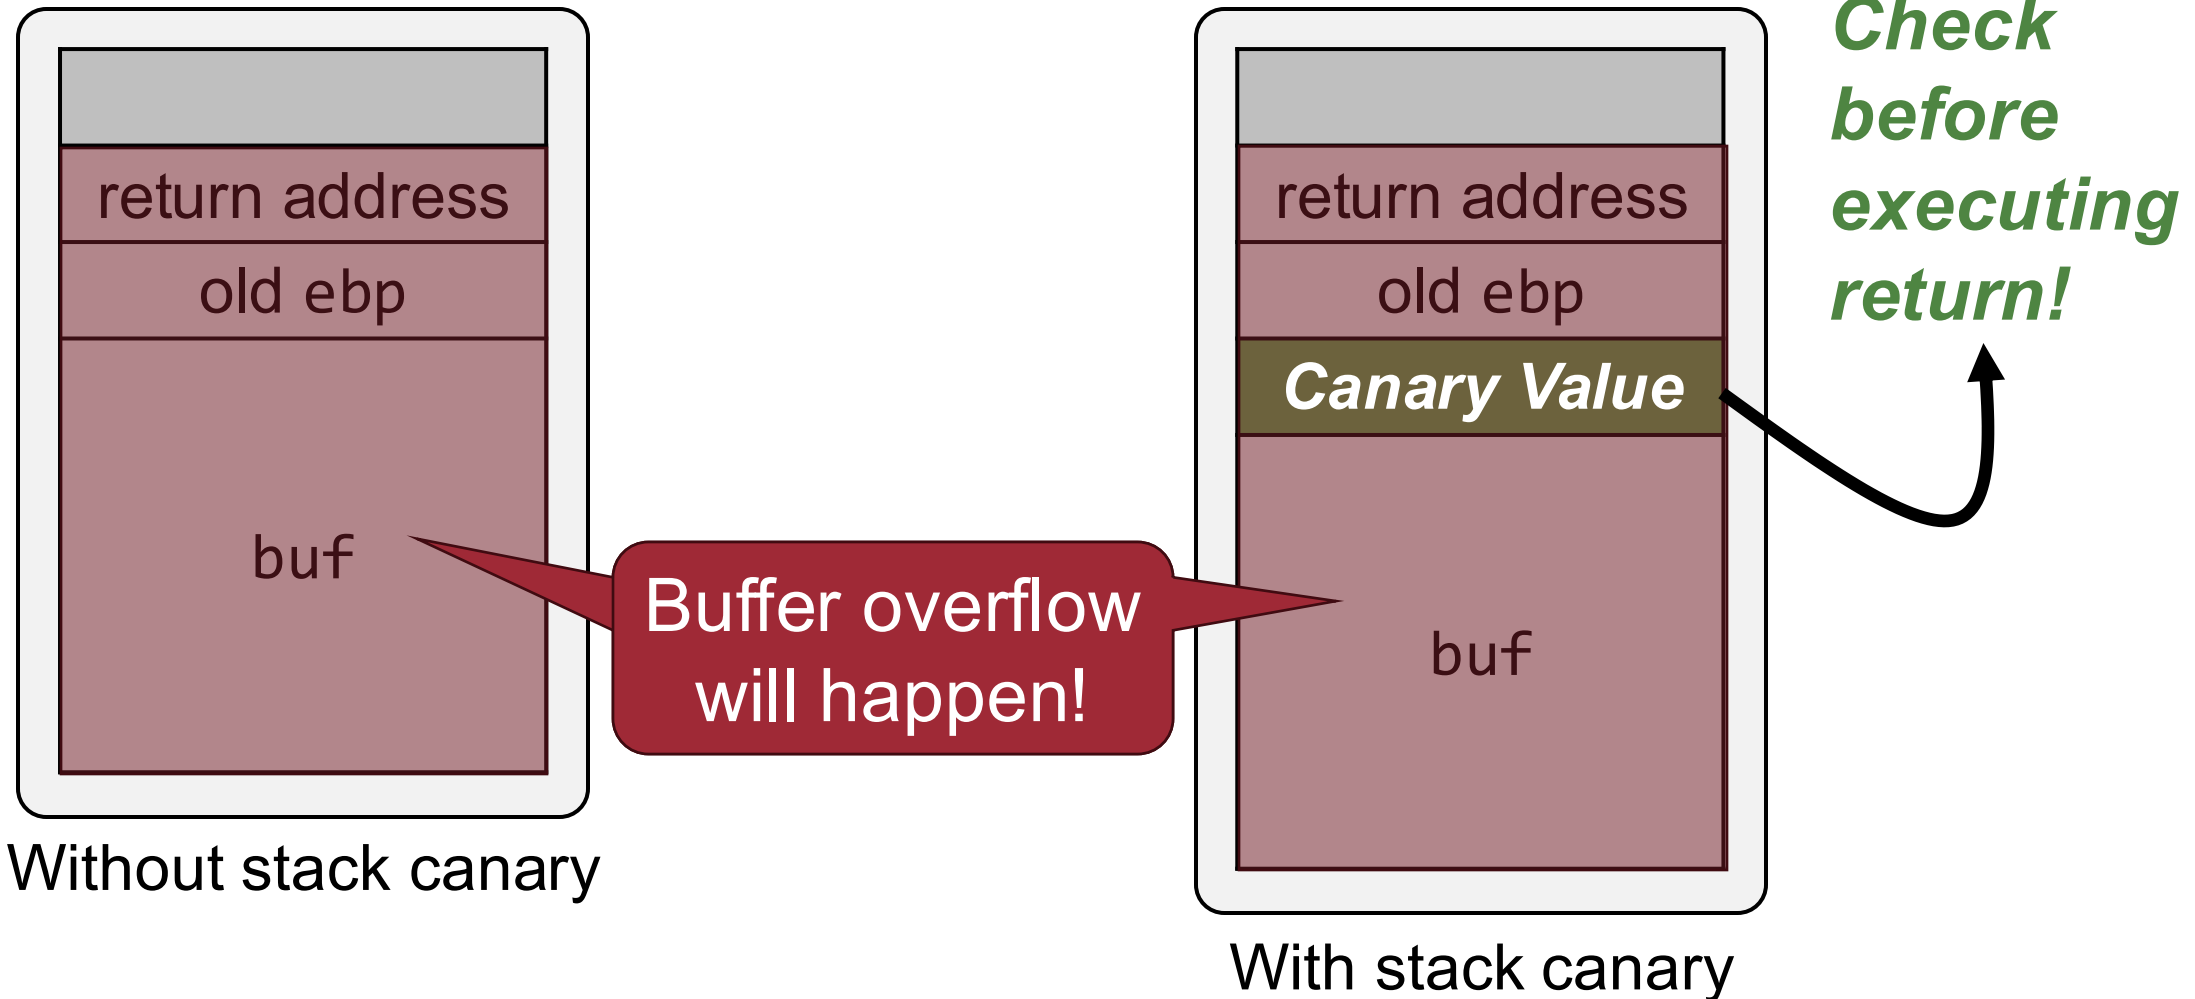 return address
old ebp
buf
Without stack canary
Buffer overflow
will happen!
return address
old ebp
Canary Value
buf
With stack canary
Check
before
executing
return!